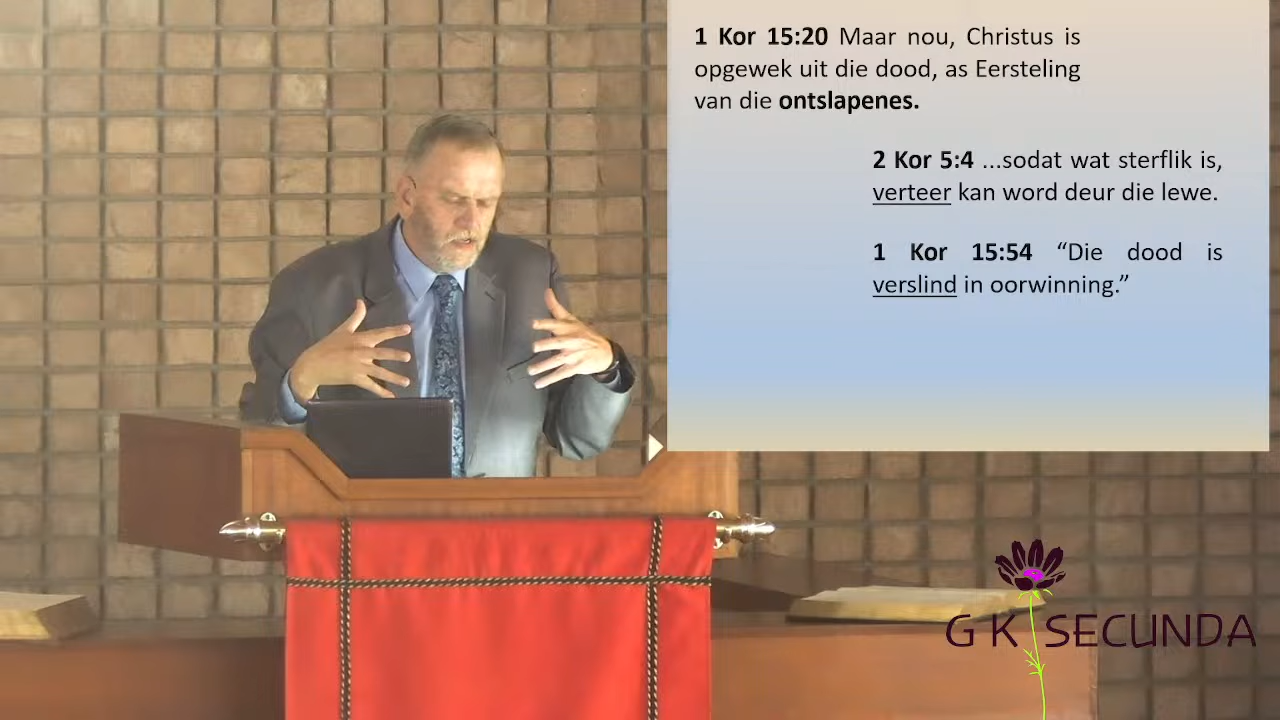 1 Kor 15:20 Maar nou, Christus is
opgewek uit die dood, as Eersteling
van die ontslapenes.
2 Kor 5:4 ...sodat wat sterflik is,
verteer kan word deur die lewe.
1 Kor 15:54 “Die dood is
verslind in oorwinning.”
GK SECUNDA